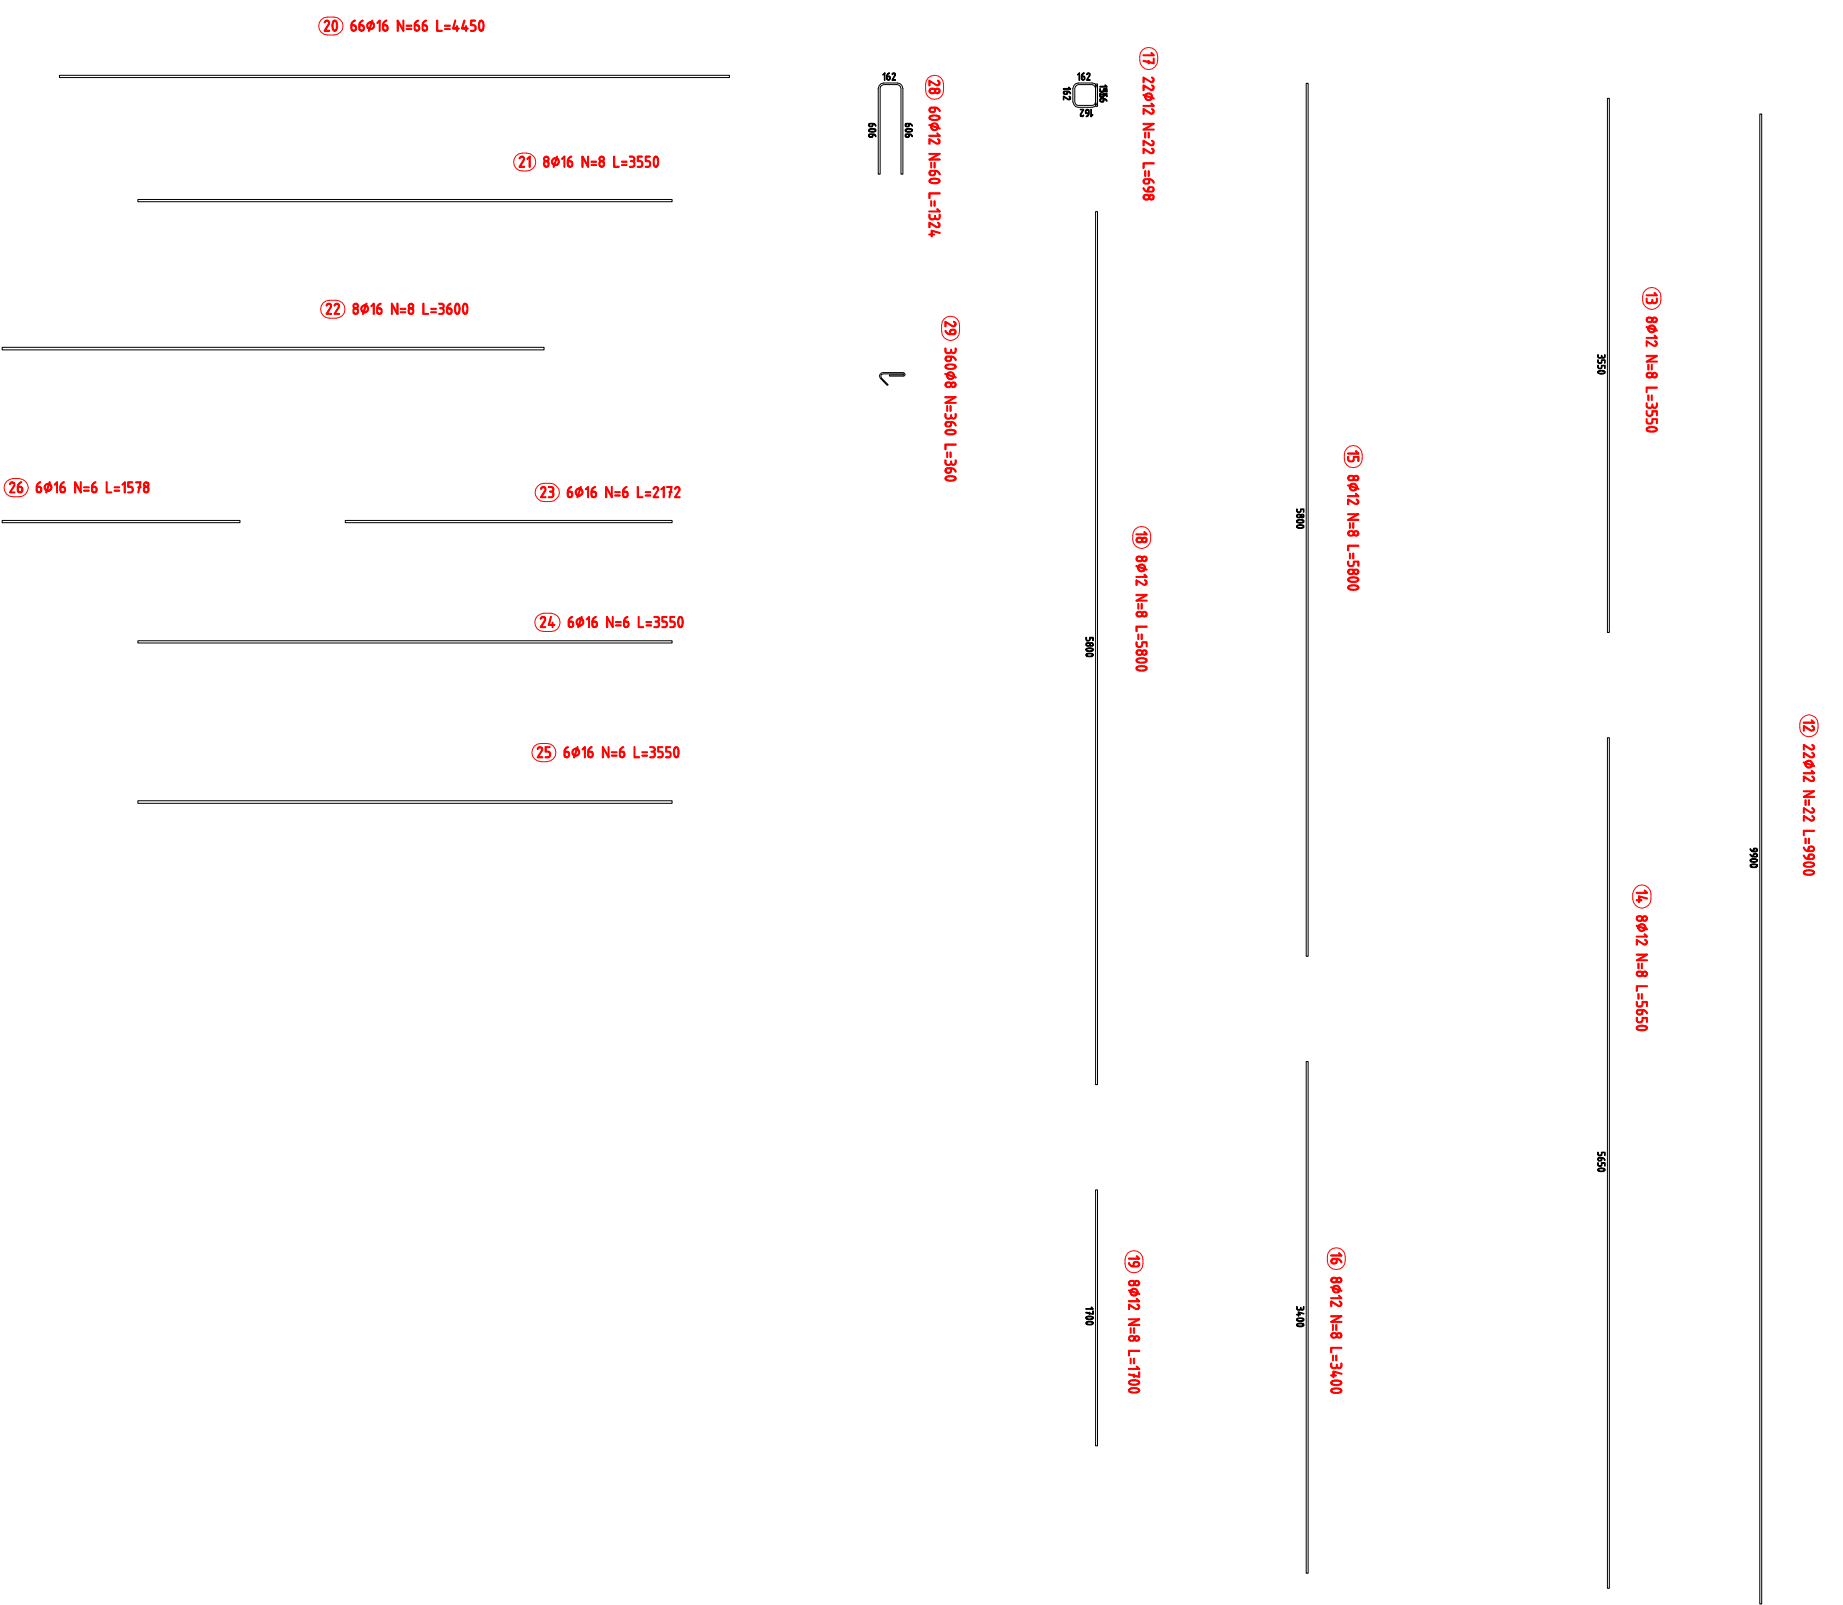 20 66Ø16 N=66 L=4450
21 8Ø16 N=8 L=3550
22 8Ø16 N=8 L=3600
26 6Ø16 N=6 L=1578
23 6Ø16 N=6 L=2172
24 6Ø16 N=6 L=3550
25 6Ø16 N=6 L=3550
162
606
606
28 60Ø12 N=60 L=1324
29 360Ø8 N=360 L=360
162
162
162
17 22Ø12 N=22 L=698
5800
18 8Ø12 N=8 L=5800
1700
19 8Ø12 N=8 L=1700
5800
15 8Ø12 N=8 L=5800
3400
16 8Ø12 N=8 L=3400
3550
13 8Ø12 N=8 L=3550
5650
14 8Ø12 N=8 L=5650
9900
12 22Ø12 N=22 L=9900